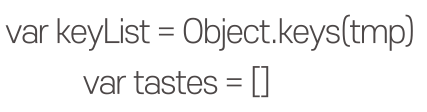 var keyList = Object.keys(tmp)
var tastes = []